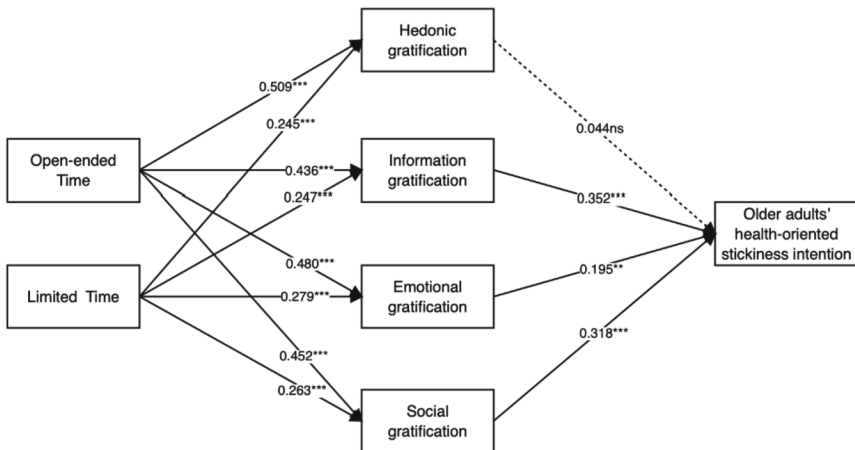 Hedonic
gratification
0.509***
0.245***
0.044ns
Open-ended
Time
0.436***
Information
gratification
0.247***
0.352***
Older adults'
health-oriented
stickiness intention
0.480***
0.195**
Limited Time
0.279***
Emotional
gratification
0.318***
0.452***
0.263***
Social
gratification